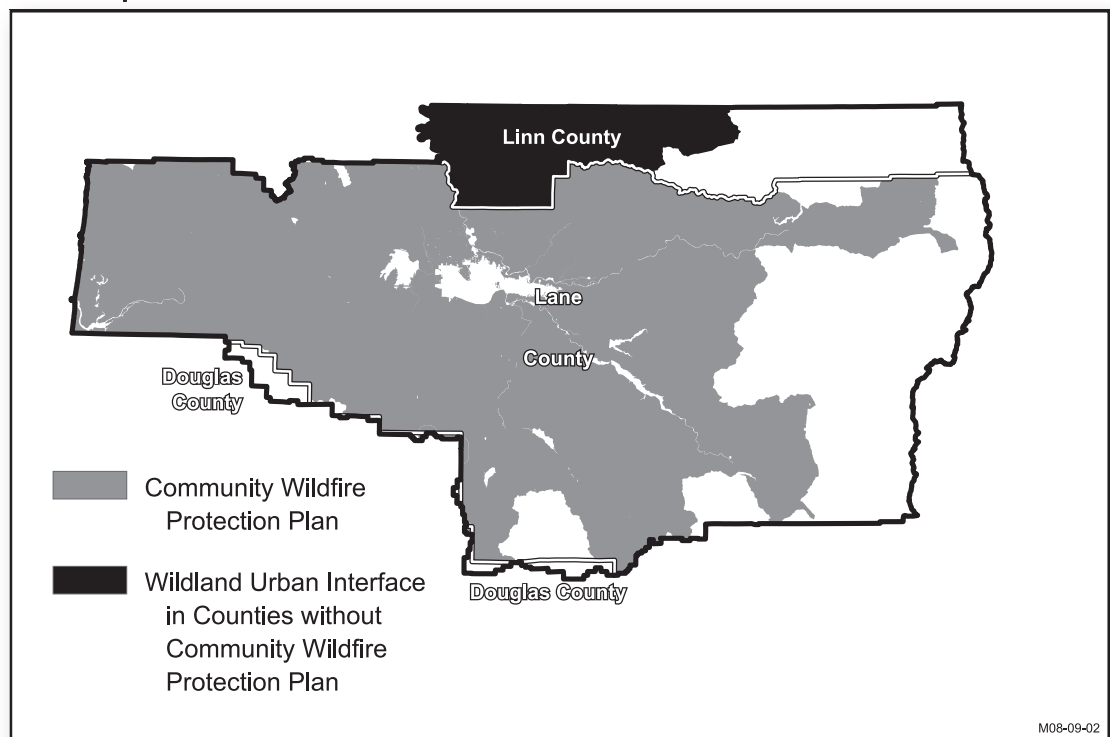 Linn County
Lane
County
Douglas
County
Community Wildfire
Protection Plan
Wildland Urban Interface
in Counties without
Community Wildfire
Protection Plan
Douglas County
M08-09-02